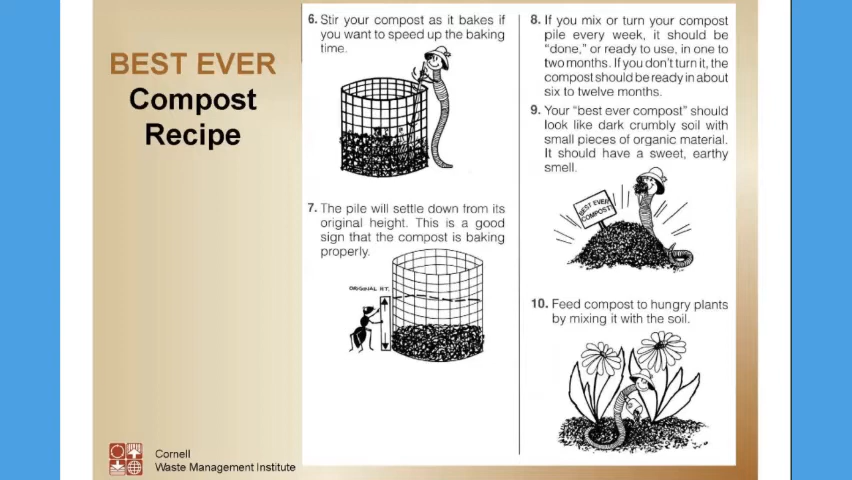 BEST EVER
Compost
Recipe
6. Stir your compost as it bakes if
you want to speed up the baking
time.
7. The pile will settle down from its
original height. This is a good
sign that the compost is baking
properly.
ORIGINAL HT.
8. If you mix or turn your compost
pile every week, it should be
"done," or ready to use, in one to
two months. If you don't turn it, the
compost should be ready in about
six to twelve months.
9. Your "best ever compost" should
look like dark crumbly soil with
small pieces of organic material.
It should have a sweet, earthy
smell.
BEST EVER
COMPOST
10. Feed compost to hungry plants
by mixing it with the soil.
Cornell
Waste Management Institute